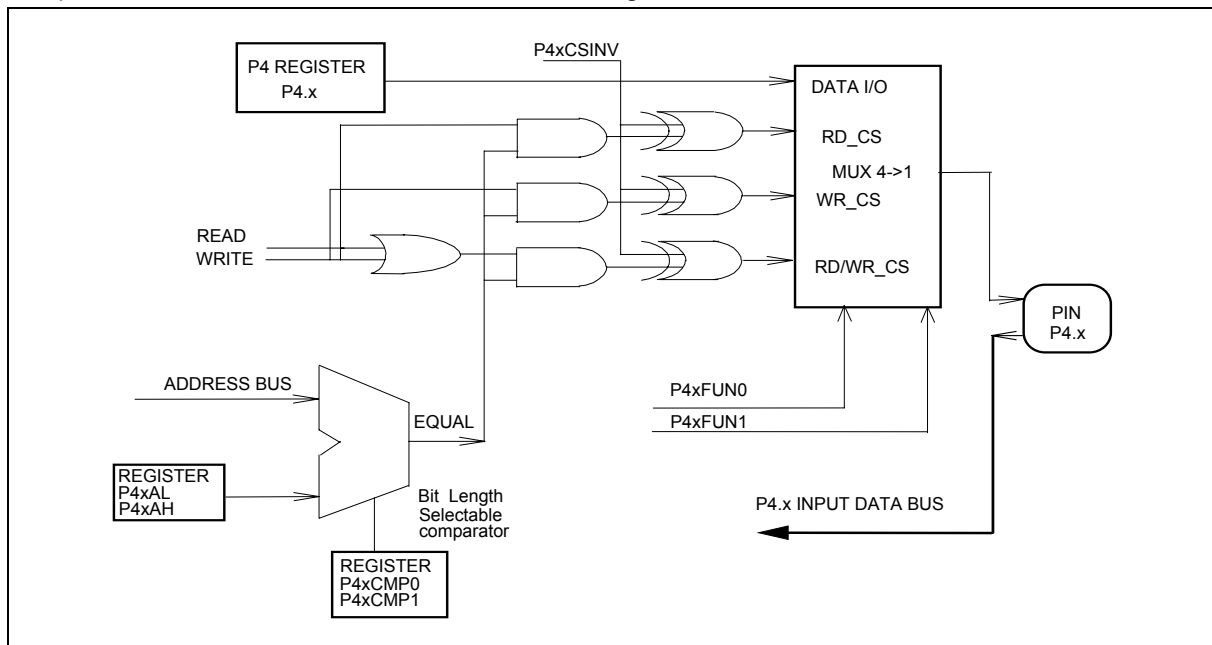 P4 REGISTER
P4.x
P4xCSINV
DATA I/O
RD_CS
MUX 4->1
WR_CS
RD/WR_CS
READ
WRITE
PIN
P4.x
ADDRESS BUS
EQUAL
P4xFUN0
P4xFUN1
REGISTER
P4xAL
P4xAH
Bit Length
Selectable
comparator
P4.x INPUT DATA BUS
REGISTER
P4xCMP0
P4xCMP1